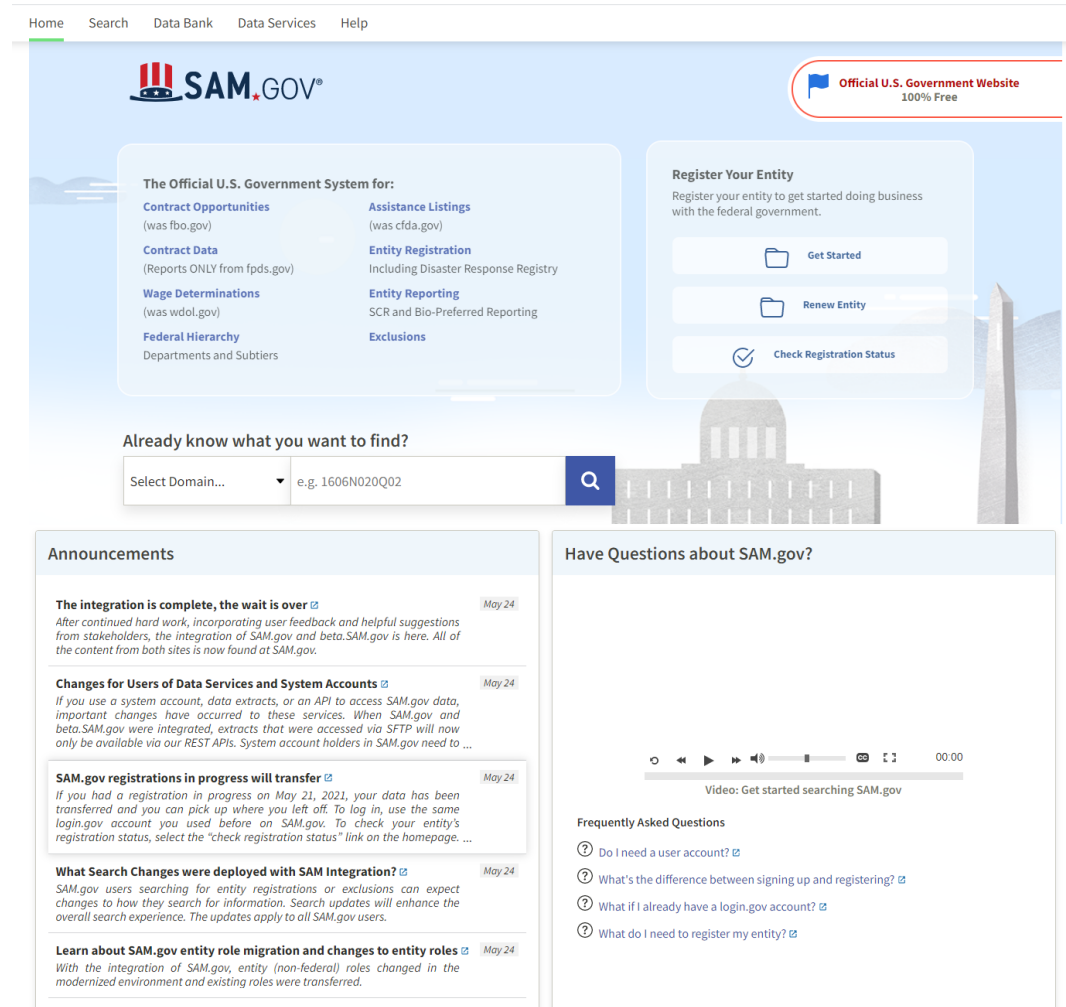 Home Search Data Bank Data Services Help
SAM.GOV®
Official U.S. Government Website
100% Free
The Official U.S. Government System for:
Contract Opportunities
(was fbo.gov)
Contract Data
(Reports ONLY from fpds.gov)
Wage Determinations
(was wdol.gov)
Federal Hierarchy
Departments and Subtiers
Assistance Listings
(was cfda.gov)
Entity Registration
Including Disaster Response Registry
Entity Reporting
SCR and Bio-Preferred Reporting
Exclusions
Register Your Entity
Register your entity to get started doing business
with the federal government.
Get Started
Renew Entity
Check Registration Status
Already know what you want to find?
Select Domain... e.g. 1606N020Q02
Announcements
The integration is complete, the wait is over May 24
After continued hard work, incorporating user feedback and helpful suggestions
from stakeholders, the integration of SAM.gov and beta.SAM.gov is here. All of
the content from both sites is now found at SAM.gov.
Changes for Users of Data Services and System Accounts May 24
If you use a system account, data extracts, or an API to access SAM.gov data,
important changes have occurred to these services. When SAM.gov and
beta.SAM.gov were integrated, extracts that were accessed via SFTP will now
only be available via our REST APIs. System account holders in SAM.gov need to ...
SAM.gov registrations in progress will transfer May 24
If you had a registration in progress on May 21, 2021, your data has been
transferred and you can pick up where you left off. To log in, use the same
login.gov account you used before on SAM.gov. To check your entity's
registration status, select the “check registration status” link on the homepage. ...
What Search Changes were deployed with SAM Integration? May 24
SAM.gov users searching for entity registrations or exclusions can expect
changes to how they search for information. Search updates will enhance the
overall search experience. The updates apply to all SAM.gov users.
Learn about SAM.gov entity role migration and changes to entity roles May 24
With the integration of SAM.gov, entity (non-federal) roles changed in the
modernized environment and existing roles were transferred.
Have Questions about SAM.gov?
CC 00:00
Video: Get started searching SAM.gov
Frequently Asked Questions
Do I need a user account?
What's the difference between signing up and registering?
What if I already have a login.gov account?
What do I need to register my entity?